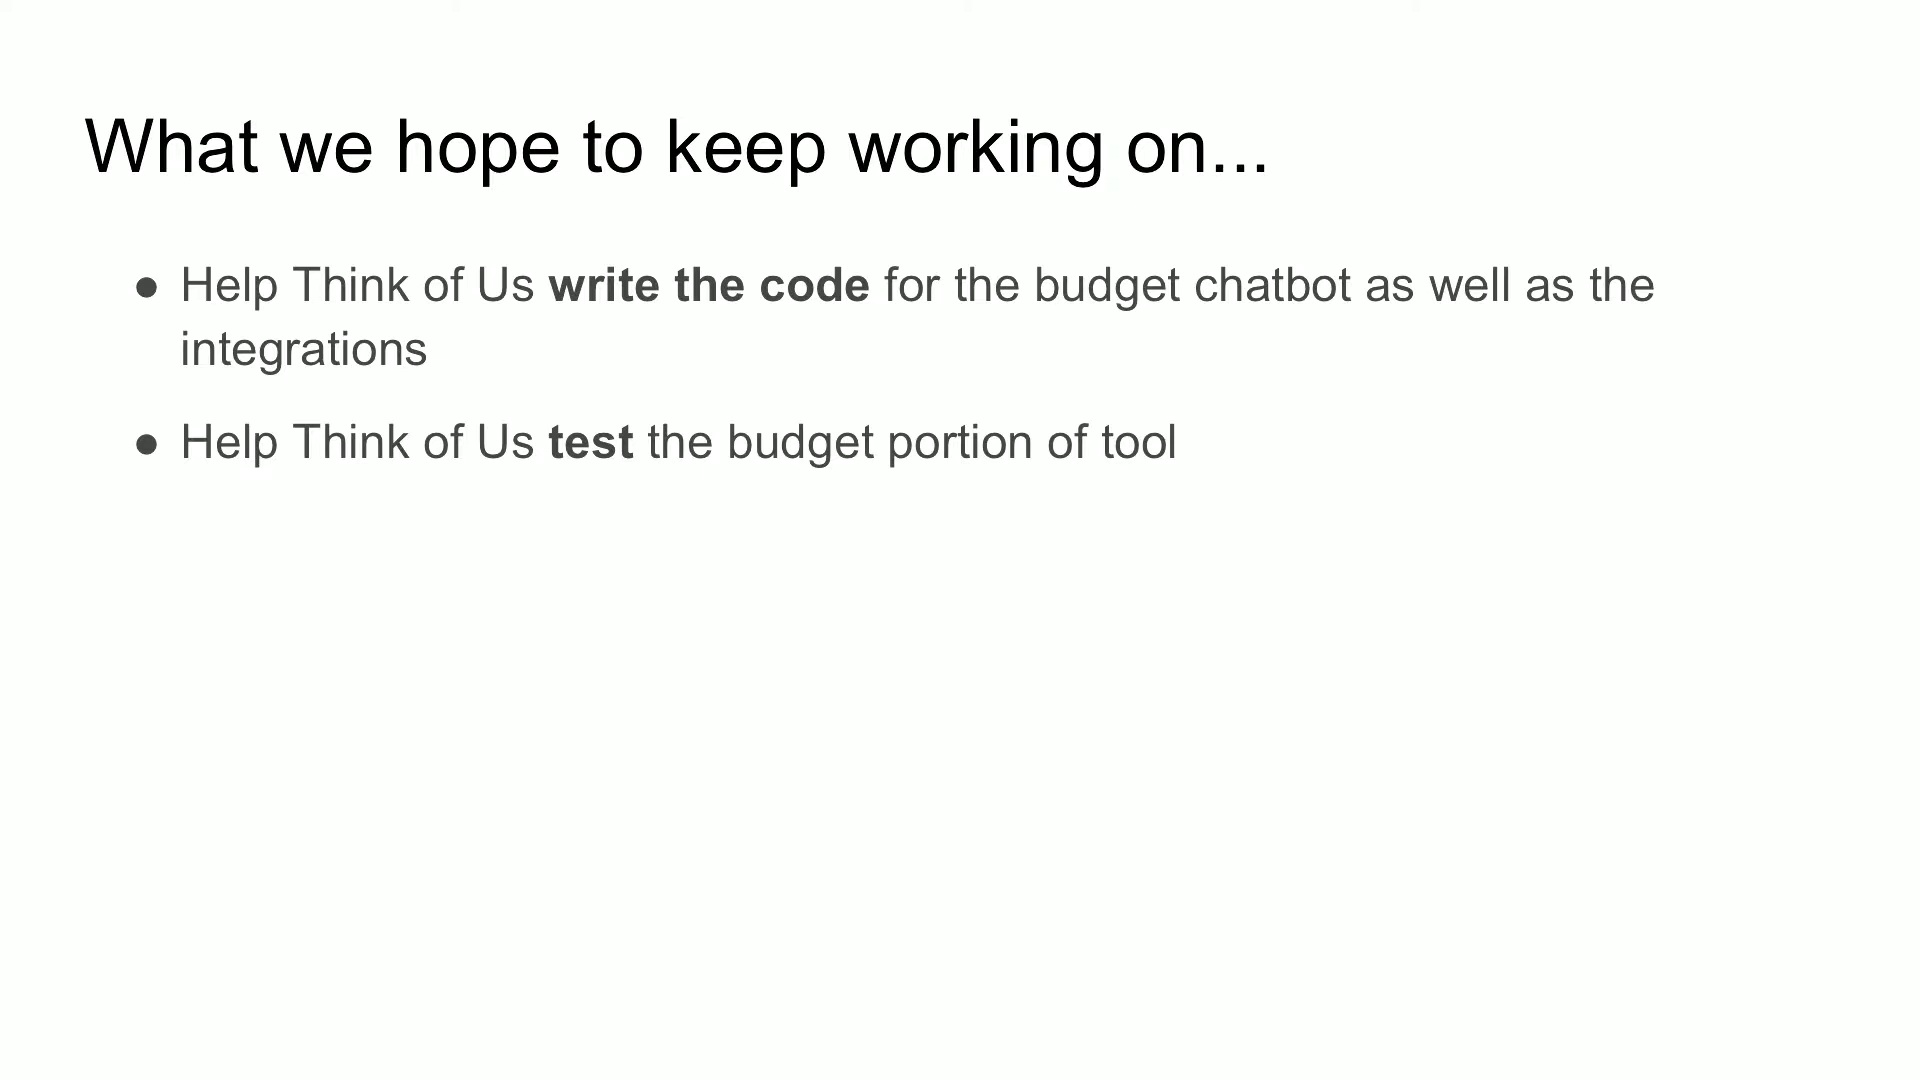 What we hope to keep working on...
● Help Think of Us write the code for the budget chatbot as well as the
integrations
● Help Think of Us test the budget portion of tool